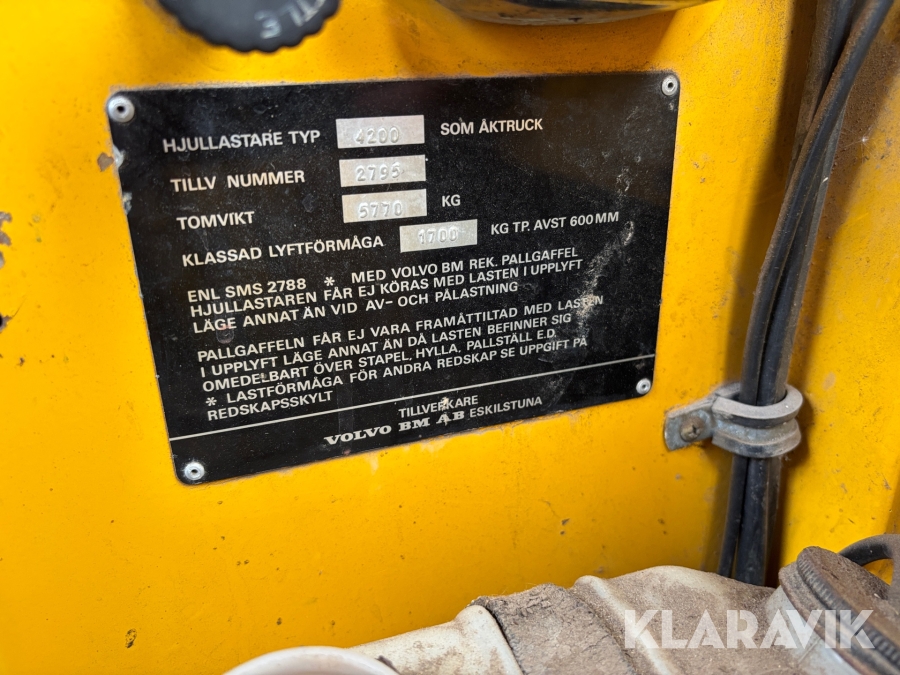 HJULLASTARE TYP 4200 SOM ÅKTRUCK
TILLV NUMMER 2795
TOMVIKT 5770 KG
KLASSAD LYFTFÖRMÅGA 1700 KG TP. AVST 600 MM
ENL SMS 2788 * MED VOLVO BM REK. PALLGAFFEL
HJULLASTAREN FÅR EJ KÖRAS MED LASTEN I UPPLYFT
LÄGE ANNAT ÄN VID AV- OCH PÅLASTNING
PALLGAFFELN FÅR EJ VARA FRAMÅTTILTAD MED LASTEN
I UPPLYFT LÄGE ANNAT ÄN DÅ LASTEN BEFINNER SIG
OMEDELBART ÖVER STAPEL, HYLLA, PALLSTÄLL E.D.
* LASTFÖRMÅGA FÖR ANDRA REDSKAP SE UPPGIFT PÅ
REDSKAPSSKYLT
TILLVERKARE
VOLVO BM AB ESKILSTUNA
KLARAVIK